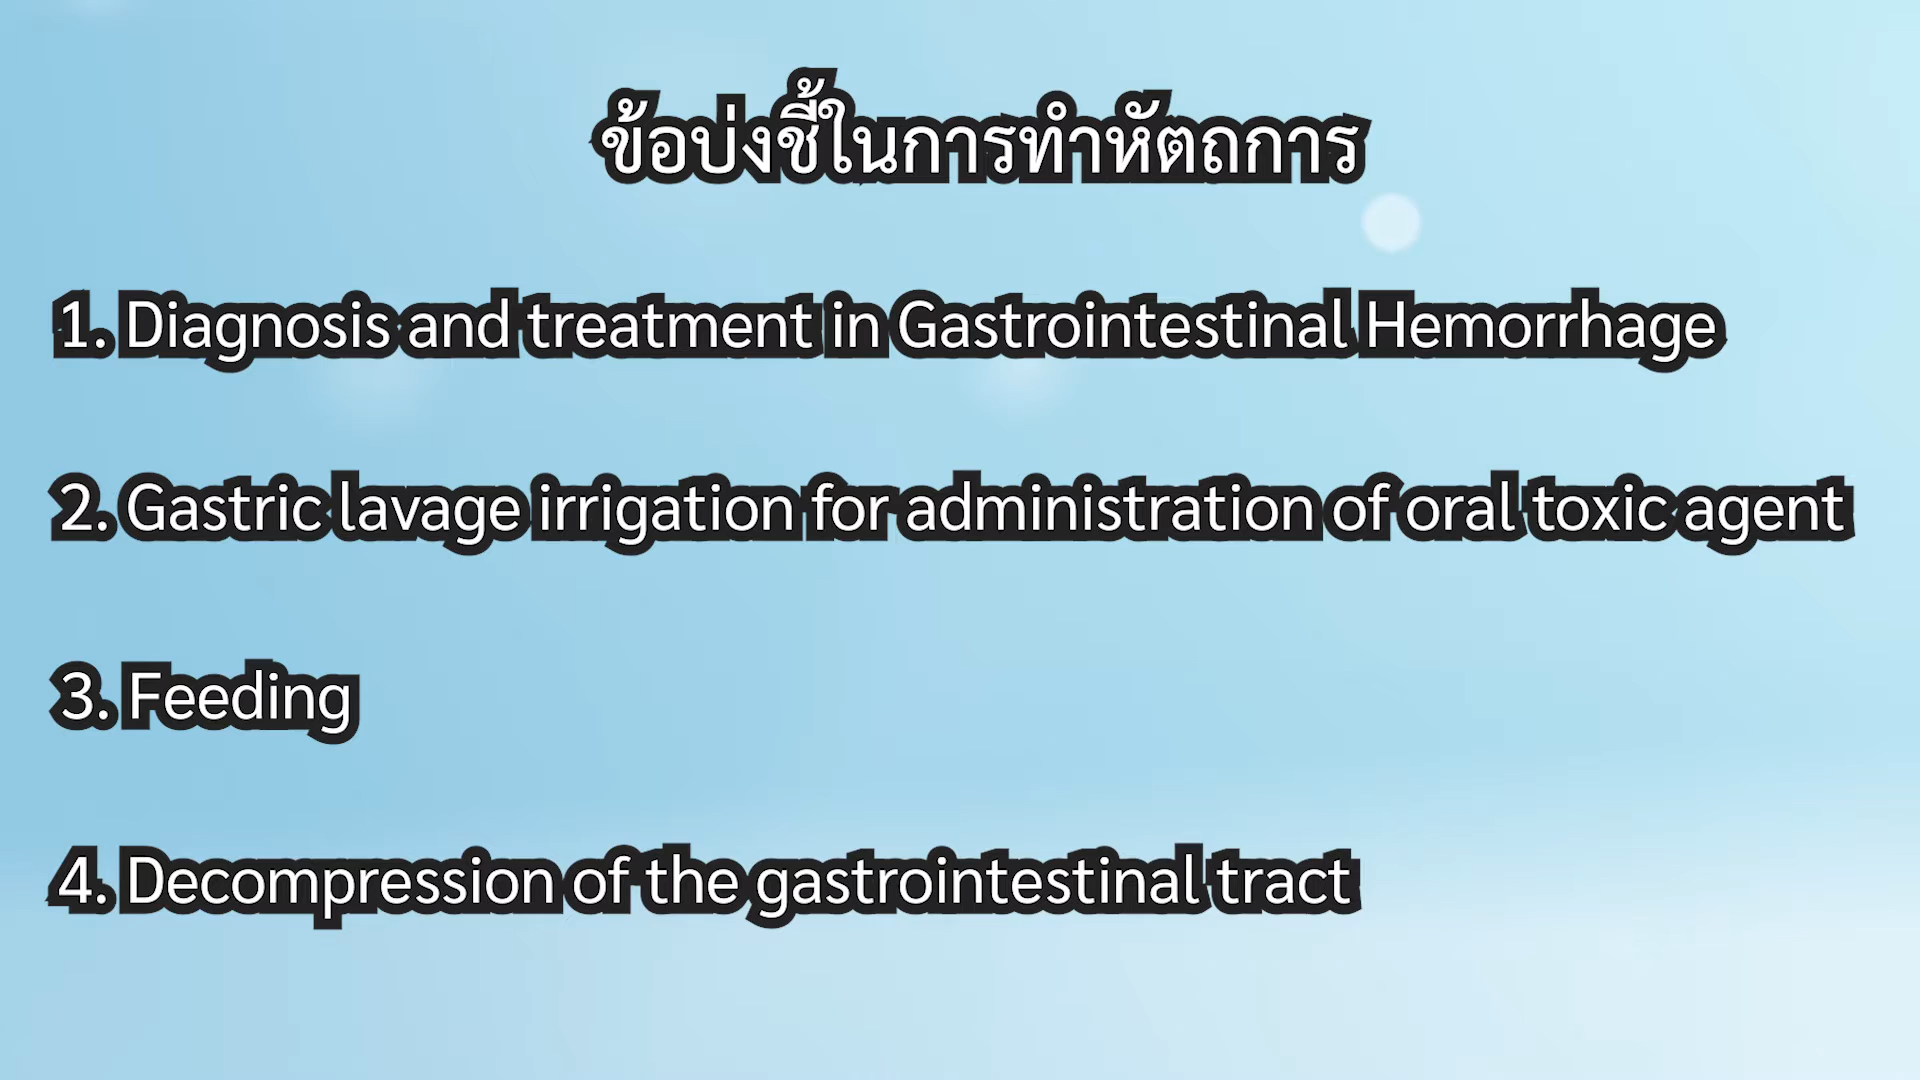 ข้อบ่งชี้ในการทำหัตถการ
1. Diagnosis and treatment in Gastrointestinal Hemorrhage
2. Gastric lavage irrigation for administration of oral toxic agent
3. Feeding
4. Decompression of the gastrointestinal tract